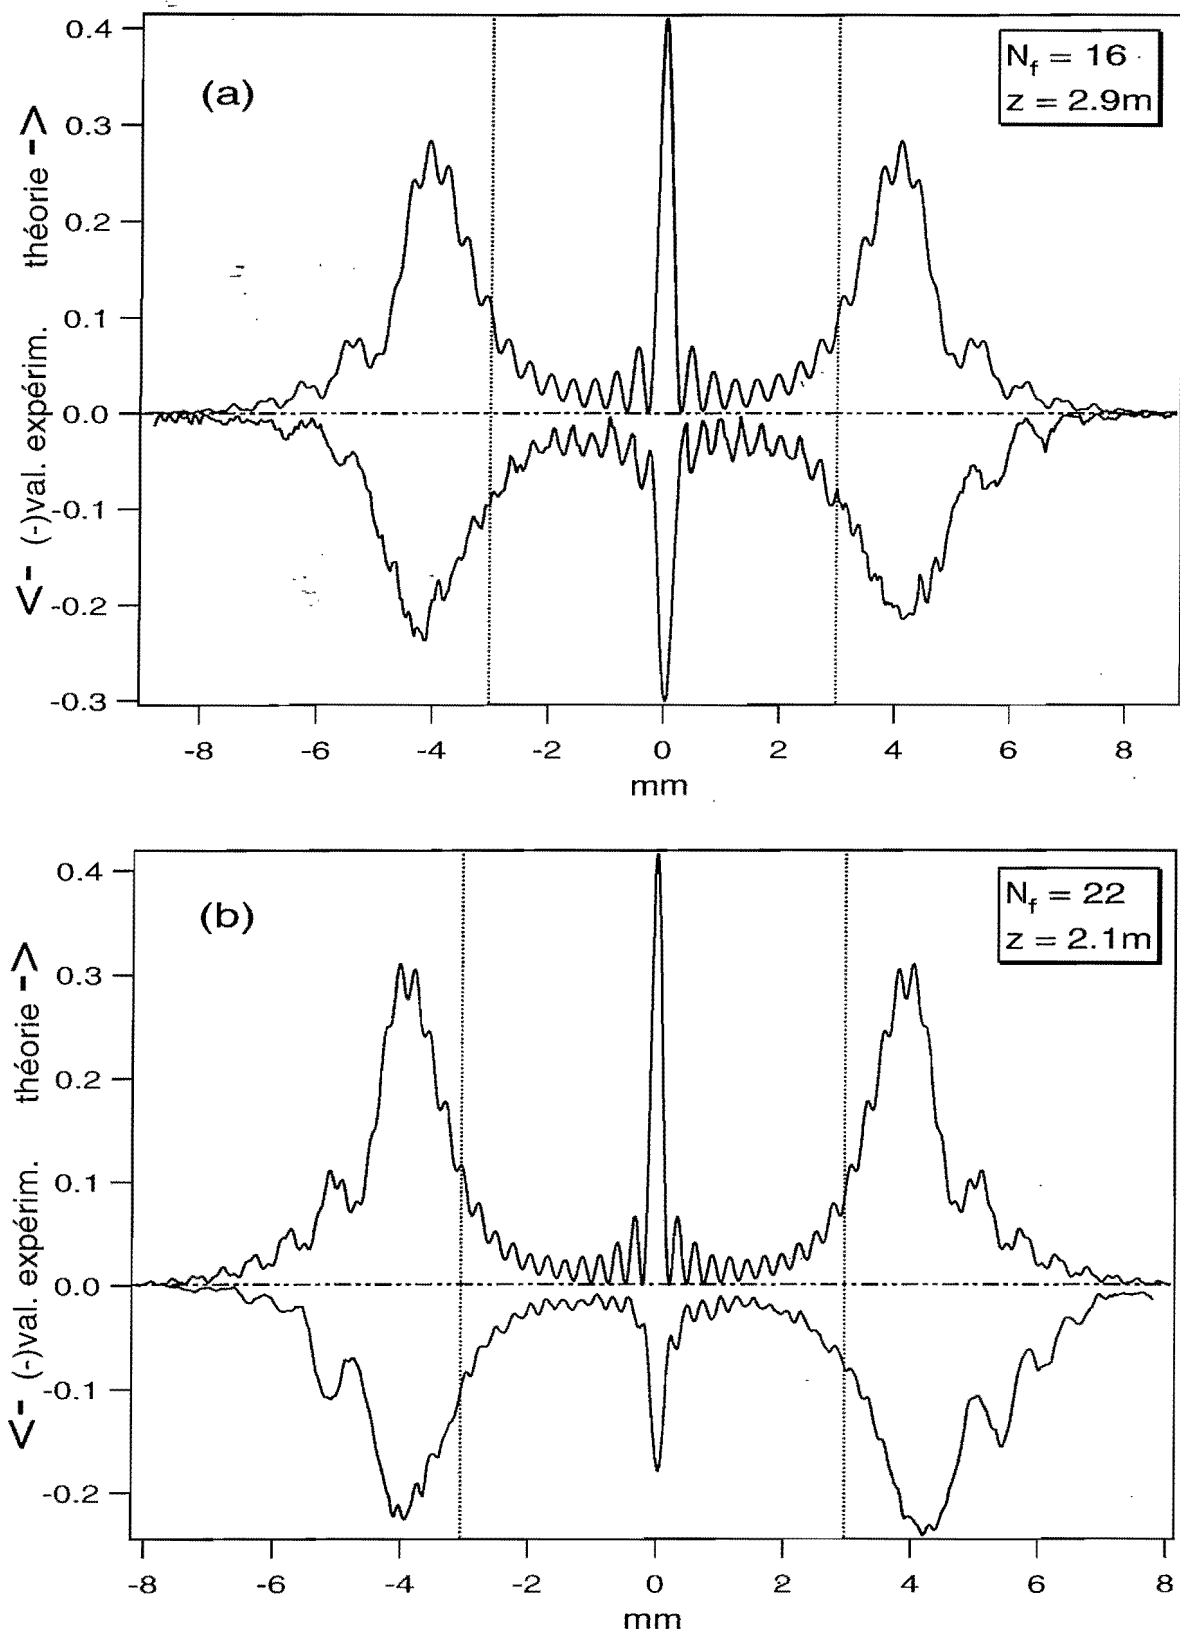 (a)
N_f = 16
z = 2.9m
<- (-)val. expérim. théorie ->
0.4
0.3
0.2
0.1
0.0
-0.1
-0.2
-0.3
-8 -6 -4 -2 0 2 4 6 8
mm
(b)
N_f = 22
z = 2.1m
<- (-)val. expérim. théorie ->
0.4
0.3
0.2
0.1
0.0
-0.1
-0.2
-8 -6 -4 -2 0 2 4 6 8
mm